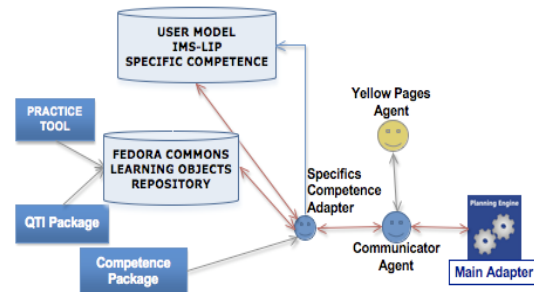 USER MODEL
IMS-LIP
SPECIFIC COMPETENCE
Yellow Pages
Agent
PRACTICE
TOOL
FEDORA COMMONS
LEARNING OBJECTS
REPOSITORY
Specifics
Competence
Adapter
QTI Package
Planning Engine
Communicator
Agent
Competence
Package
Main Adapter